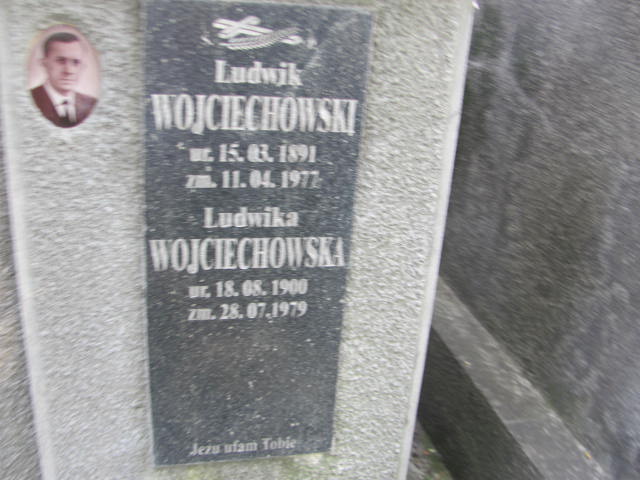 Ludwik
WOJCIECHOWSKI
ur. 15. 03. 1891
zm. 11. 04. 1977
Ludwika
WOJCIECHOWSKA
ur. 18. 08. 1900
zm. 28. 07.1979
Jezu ufam Tobie